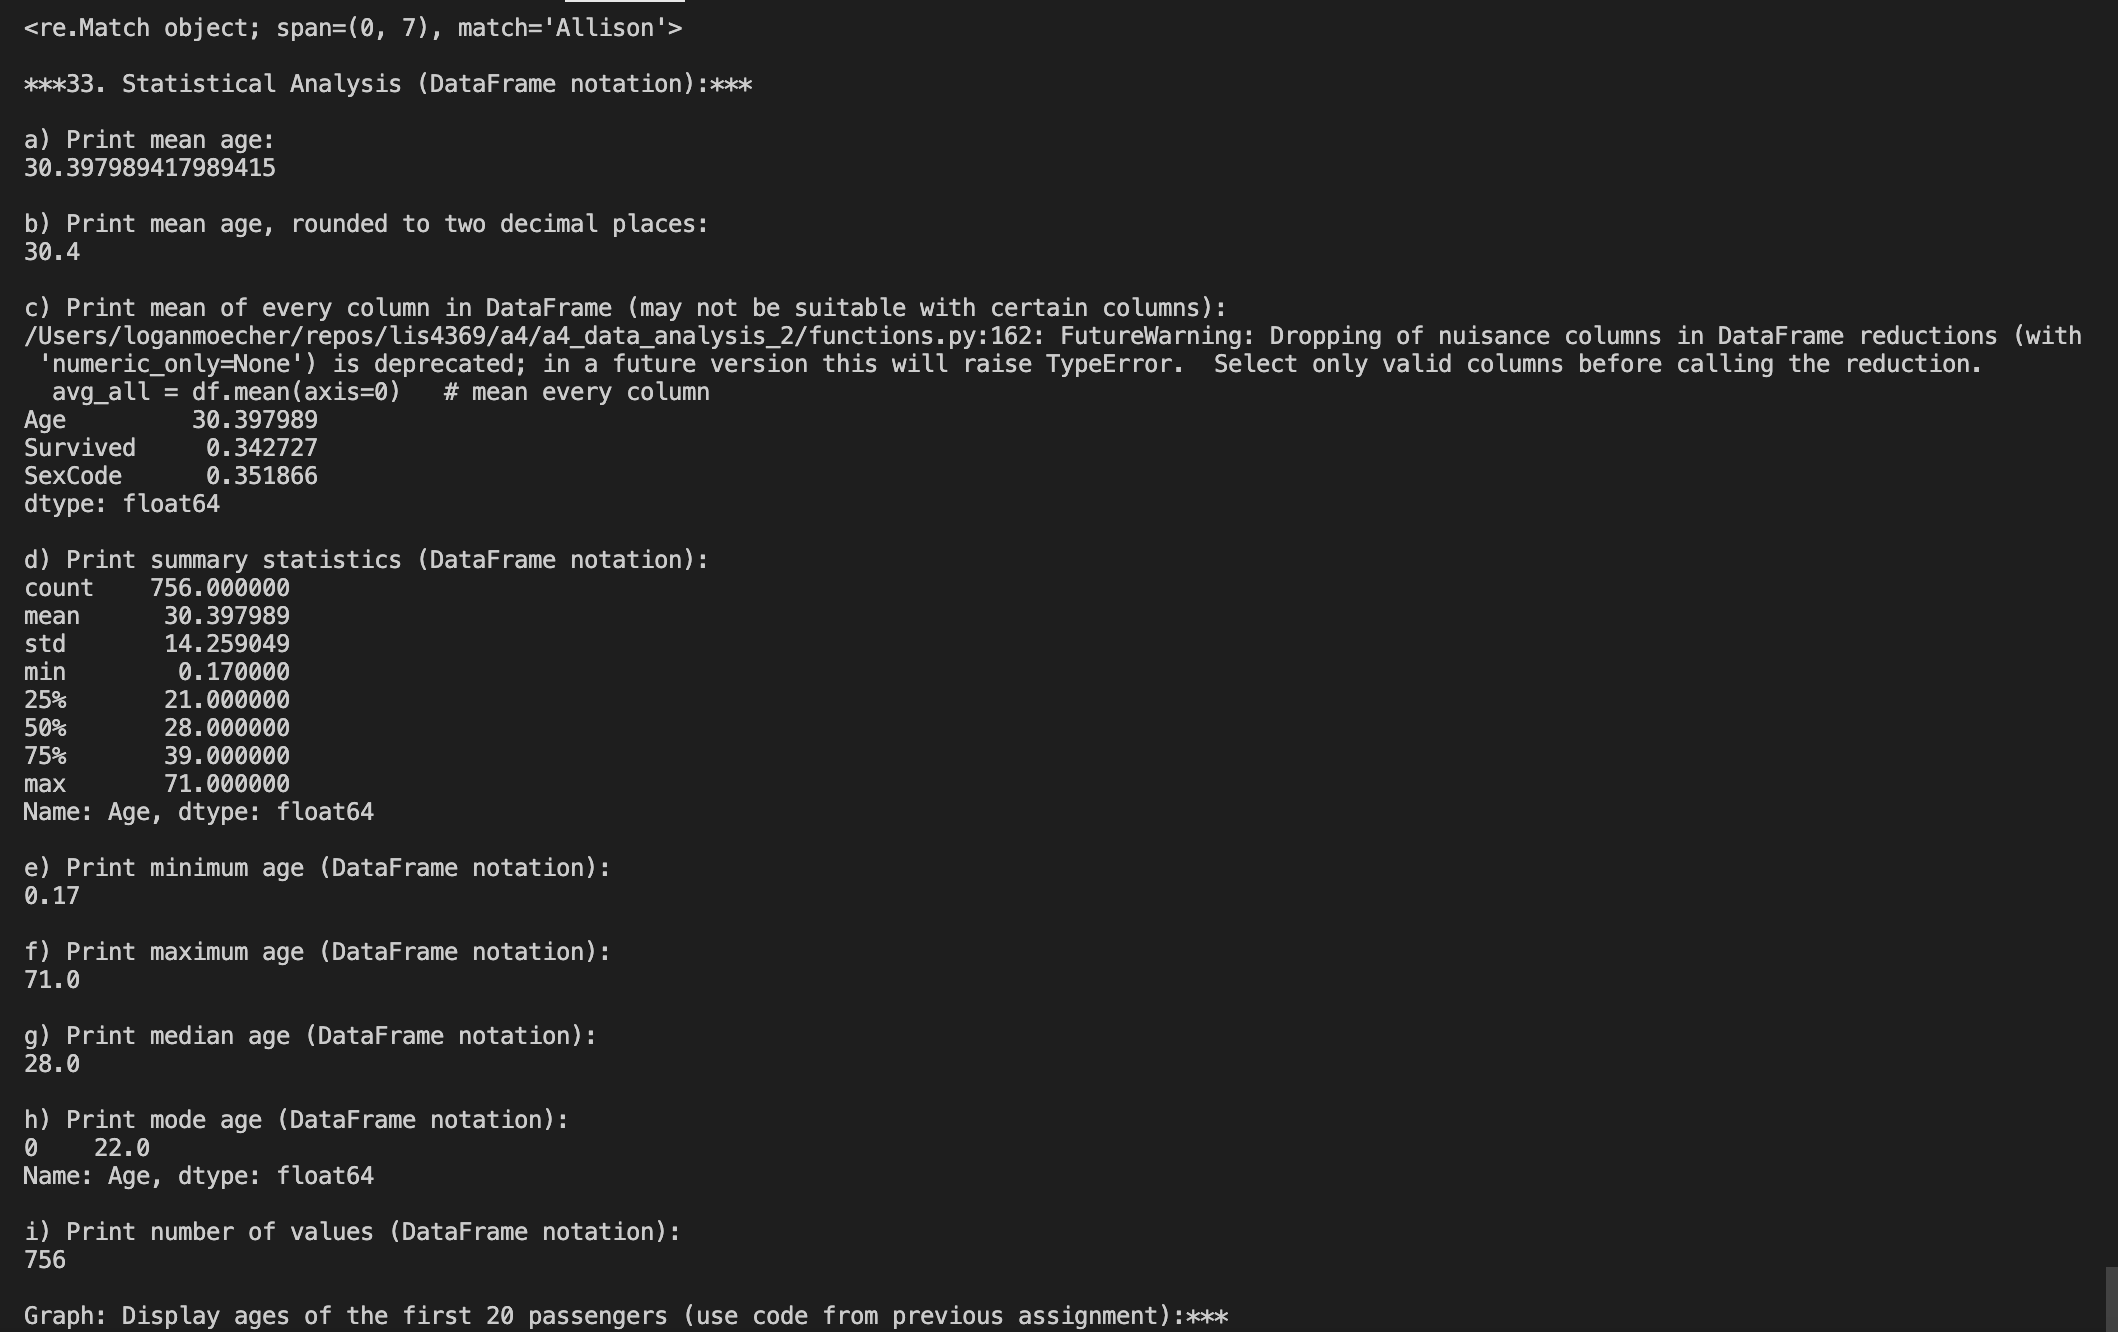 <re.Match object; span=(0, 7), match='Allison'>
***33. Statistical Analysis (DataFrame notation):***
a) Print mean age:
30.397989417989415
b) Print mean age, rounded to two decimal places:
30.4
c) Print mean of every column in DataFrame (may not be suitable with certain columns):
/Users/loganmoecher/repos/lis4369/a4/a4_data_analysis_2/functions.py:162: FutureWarning: Dropping of nuisance columns in DataFrame reductions (with
 'numeric_only=None') is deprecated; in a future version this will raise TypeError.  Select only valid columns before calling the reduction.
  avg_all = df.mean(axis=0)   # mean every column
Age         30.397989
Survived     0.342727
SexCode      0.351866
dtype: float64
d) Print summary statistics (DataFrame notation):
count    756.000000
mean      30.397989
std       14.259049
min        0.170000
25%       21.000000
50%       28.000000
75%       39.000000
max       71.000000
Name: Age, dtype: float64
e) Print minimum age (DataFrame notation):
0.17
f) Print maximum age (DataFrame notation):
71.0
g) Print median age (DataFrame notation):
28.0
h) Print mode age (DataFrame notation):
0    22.0
Name: Age, dtype: float64
i) Print number of values (DataFrame notation):
756
Graph: Display ages of the first 20 passengers (use code from previous assignment):***